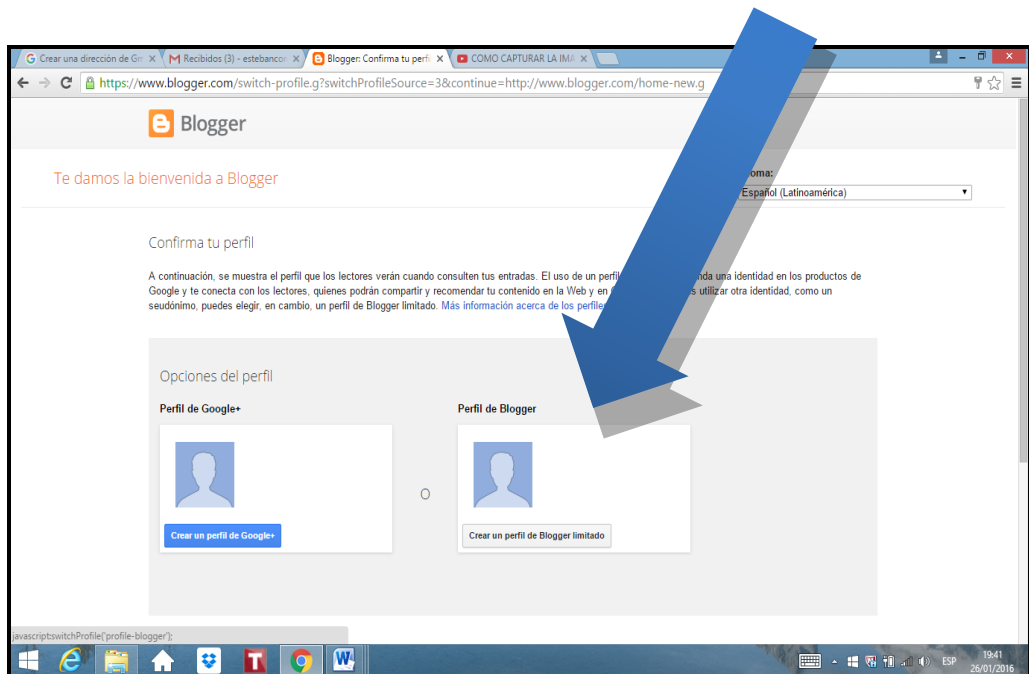 Crear una dirección de Gm
Recibidos (3) - estebancor
Blogger: Confirma tu perfi
COMO CAPTURAR LA IMA
https://www.blogger.com/switch-profile.g?switchProfileSource=3&continue=http://www.blogger.com/home-new.g
Blogger
Te damos la bienvenida a Blogger
oma:
Español (Latinoamérica)
Confirma tu perfil
A continuación, se muestra el perfil que los lectores verán cuando consulten tus entradas. El uso de un perfil nda una identidad en los productos de
Google y te conecta con los lectores, quienes podrán compartir y recomendar tu contenido en la Web y en utilizar otra identidad, como un
seudónimo, puedes elegir, en cambio, un perfil de Blogger limitado. Más información acerca de los perfiles
Opciones del perfil
Perfil de Google+
Perfil de Blogger
O
Crear un perfil de Google+
Crear un perfil de Blogger limitado
javascript:switchProfile('profile-blogger');
ESP
19:41
26/01/2016